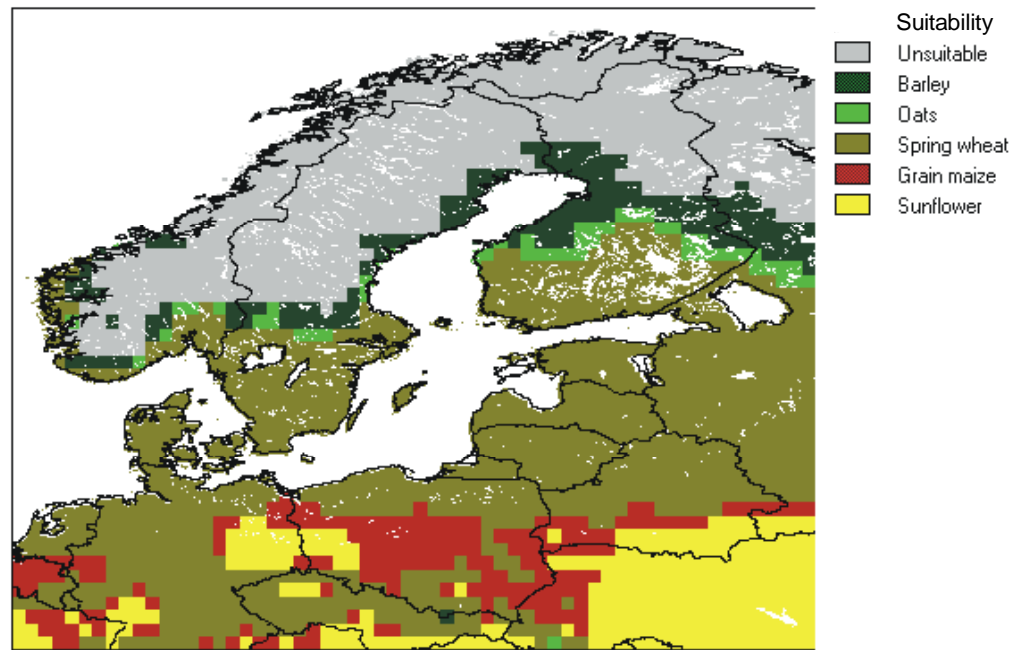 Suitability
Unsuitable
Barley
Oats
Spring wheat
Grain maize
Sunflower